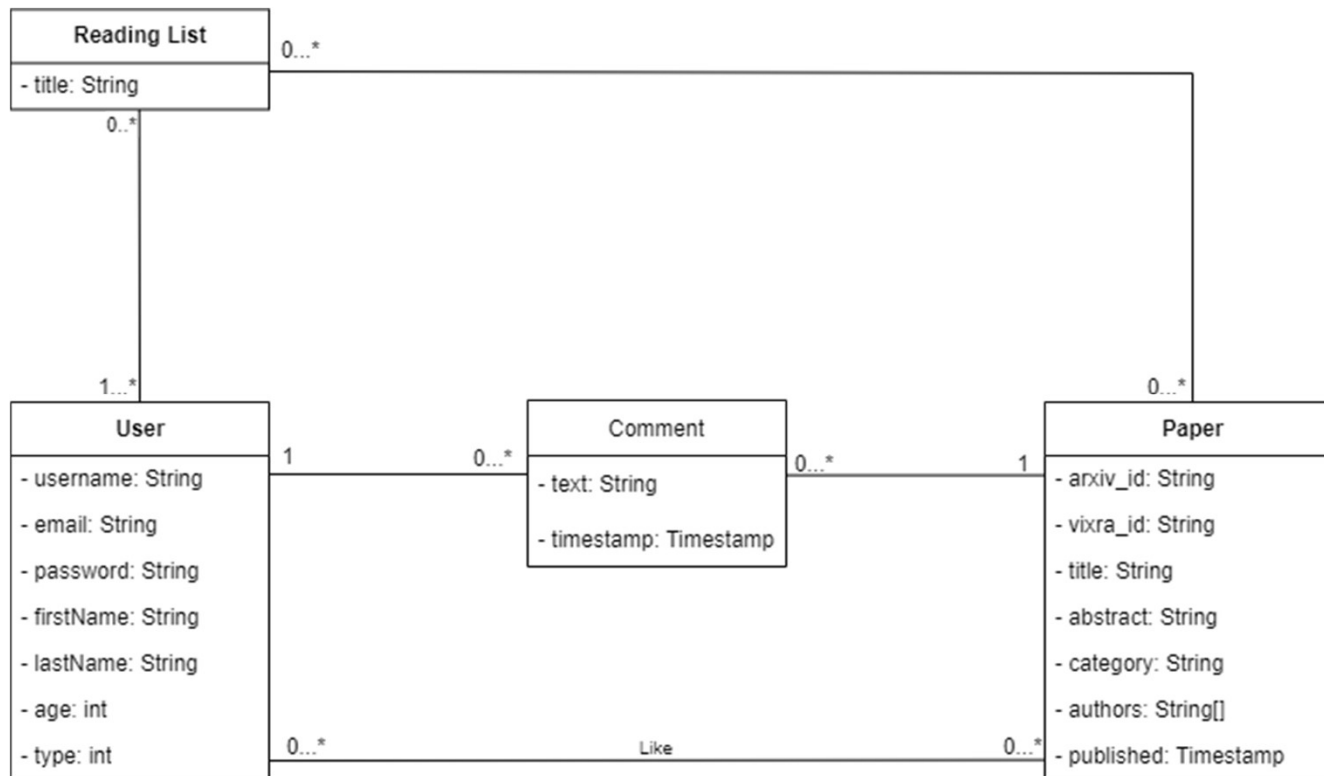 Reading List
- title: String
0...*
0..*
1...*
0...*
User
- username: String
- email: String
- password: String
- firstName: String
- lastName: String
- age: int
- type: int
1
0...*
Comment
- text: String
- timestamp: Timestamp
0...*
1
Paper
- arxiv_id: String
- vixra_id: String
- title: String
- abstract: String
- category: String
- authors: String[]
- published: Timestamp
0...*
Like
0...*